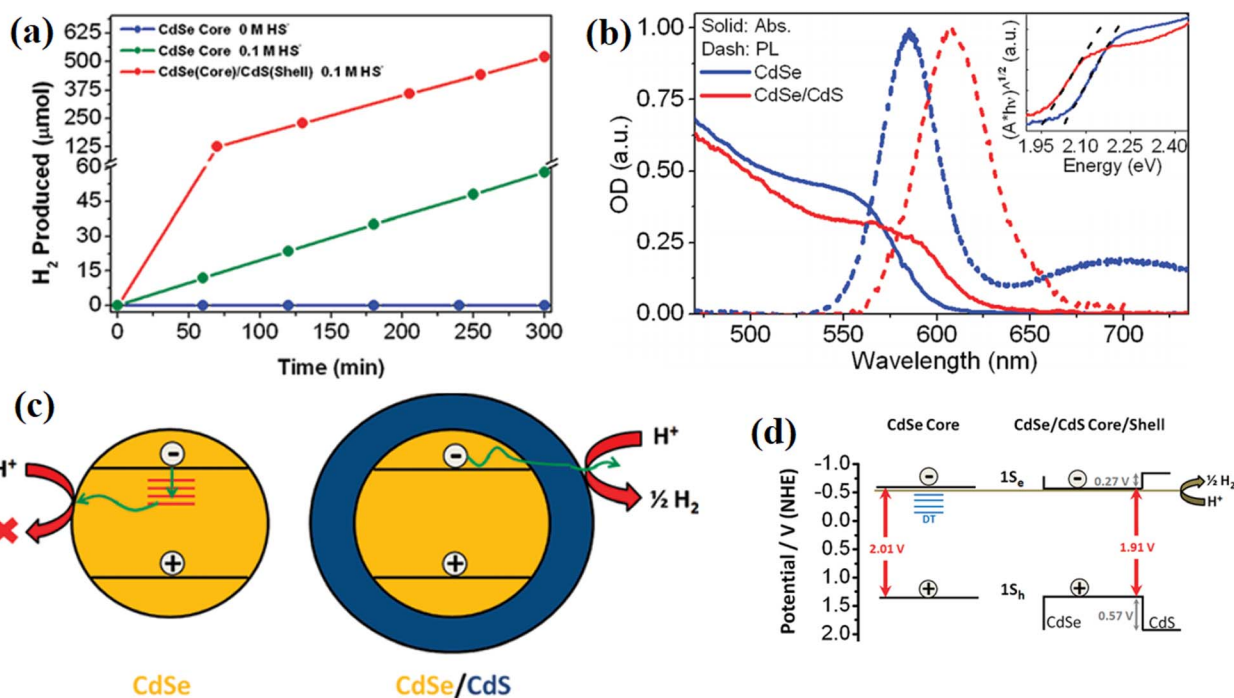 (a)
H₂ Produced (μmol)
625
500
375
250
125
60
45
30
15
0
CdSe Core 0 M HS⁻
CdSe Core 0.1 M HS⁻
CdSe(Core)/CdS(Shell) 0.1 M HS⁻
0 50 100 150 200 250 300
Time (min)
(b)
OD (a.u.)
1.00
0.75
0.50
0.25
0.00
Solid: Abs.
Dash: PL
CdSe
CdSe/CdS
500 550 600 650 700
Wavelength (nm)
(A*hν)^1/2 (a.u.)
1.95 2.10 2.25 2.40
Energy (eV)
(c)
H⁺
CdSe
H⁺
½ H₂
CdSe/CdS
(d)
CdSe Core CdSe/CdS Core/Shell
Potential / V (NHE)
-1.0
-0.5
0.0
0.5
1.0
1.5
2.0
DT
2.01 V
1Sₑ
1Sₕ
0.27 V
1.91 V
0.57 V
CdSe
CdS
½ H₂
H⁺